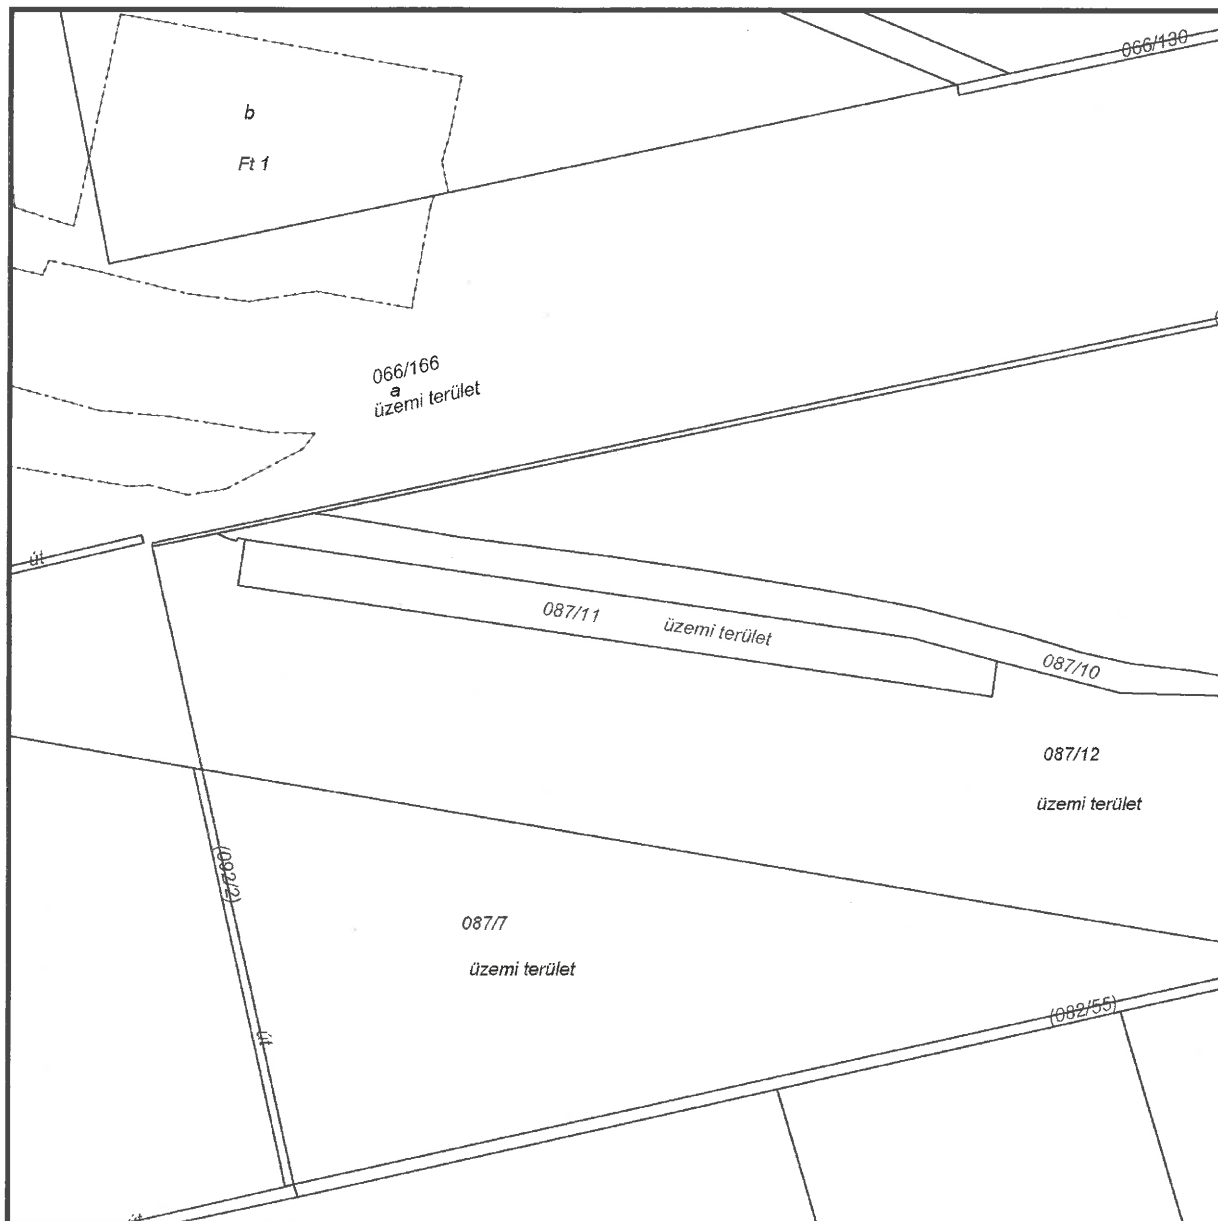 066/130
b
Ft 1
066/166
a
üzemi terület
út
087/11
üzemi terület
087/10
087/12
üzemi terület
(092/2)
087/7
üzemi terület
(082/55)
út
út